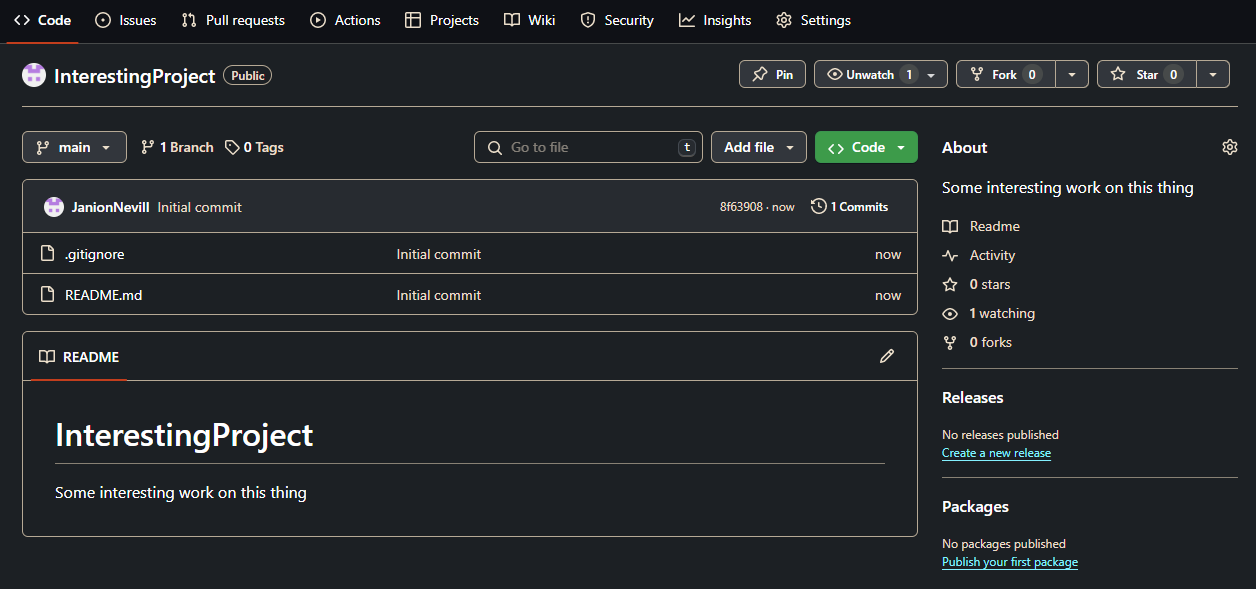 Code Issues Pull requests Actions Projects Wiki Security Insights Settings
InterestingProject Public Pin Unwatch 1 Fork 0 Star 0
main 1 Branch 0 Tags Go to file t Add file Code
JanionNevill Initial commit 8f63908 · now 1 Commits
.gitignore Initial commit now
README.md Initial commit now
README
InterestingProject
Some interesting work on this thing
About
Some interesting work on this thing
Readme
Activity
0 stars
1 watching
0 forks
Releases
No releases published
Create a new release
Packages
No packages published
Publish your first package